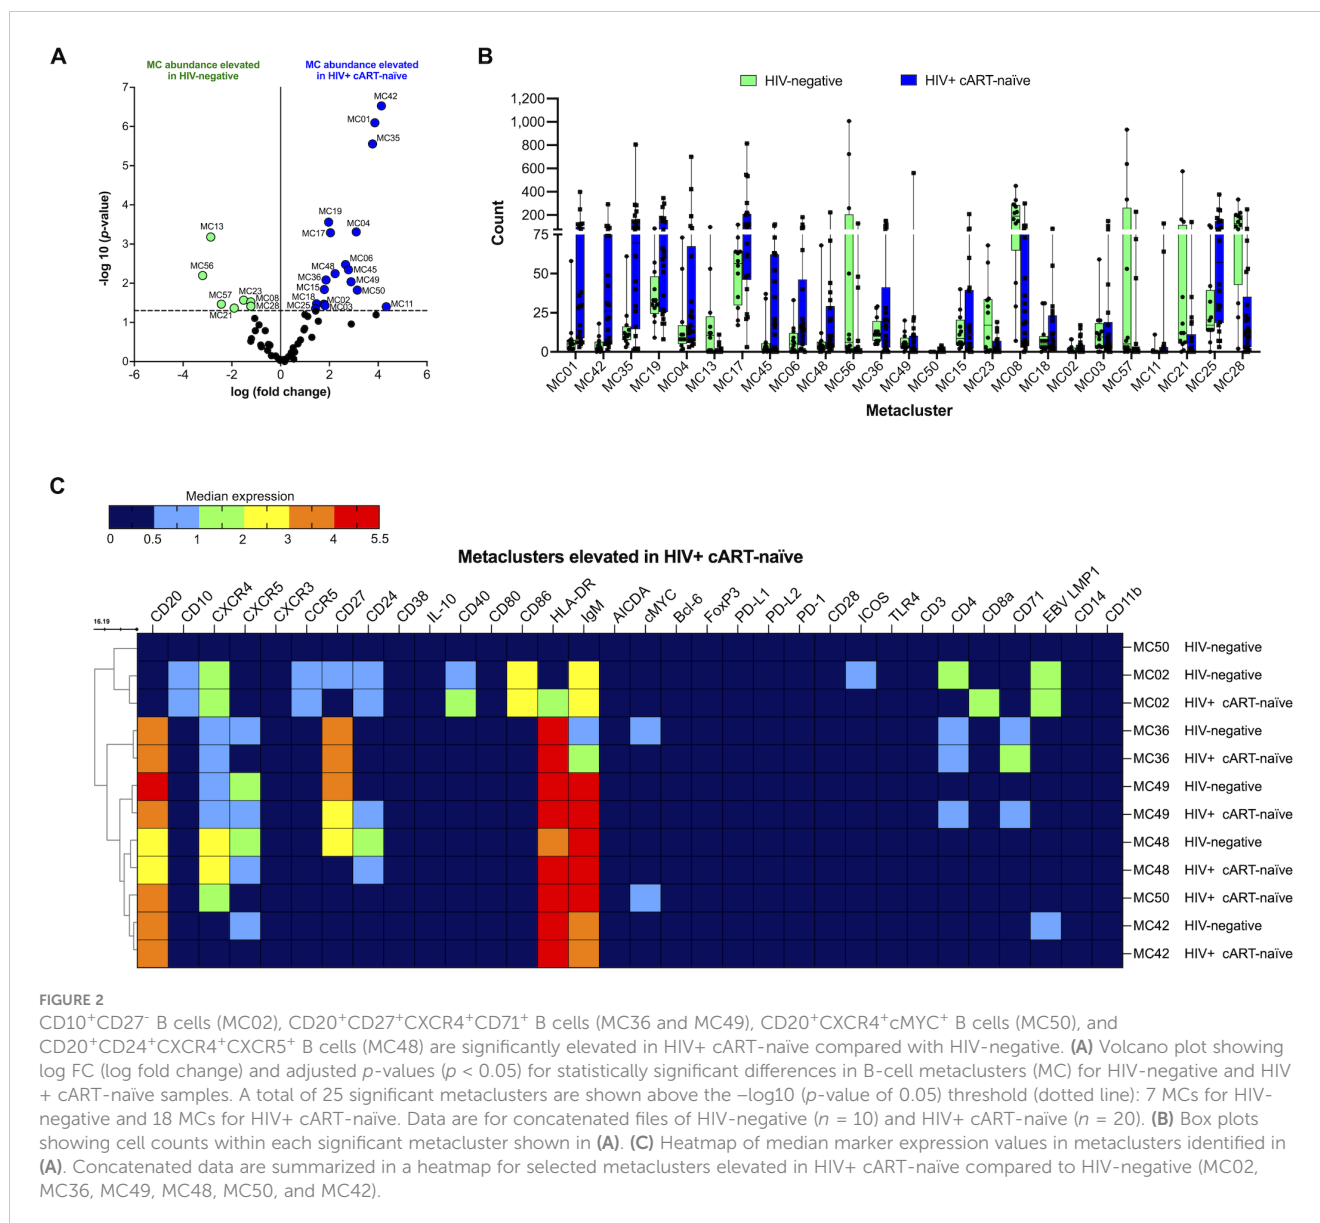 A
MC abundance elevated
in HIV-negative
MC abundance elevated
in HIV+ cART-naïve
-log 10 (p-value)
7
6
5
4
3
2
1
0
MC42
MC01
MC35
MC19
MC17
MC04
MC13
MC56
MC06
MC48
MC45
MC36
MC49
MC15
MC50
MC57
MC23
MC08
MC28
MC21
MC18
MC02
MC25
MC03
MC11
-6
-4
-2
0
2
4
6
log (fold change)
B
HIV-negative
HIV+ cART-naïve
Count
1,200
1,000
800
600
400
200
75
50
25
0
MC01
MC42
MC35
MC19
MC04
MC13
MC17
MC45
MC06
MC48
MC56
MC36
MC49
MC50
MC15
MC23
MC08
MC18
MC02
MC03
MC57
MC11
MC21
MC25
MC28
Metacluster
C
Median expression
0 0.5 1 2 3 4 5.5
Metaclusters elevated in HIV+ cART-naïve
16.19
CD20
CD10
CXCR4
CXCR5
CXCR3
CCR5
CD27
CD24
CD38
IL-10
CD40
CD80
CD86
HLA-DR
IgM
AICDA
cMYC
Bcl-6
FoxP3
PD-L1
PD-L2
PD-1
CD28
ICOS
TLR4
CD3
CD4
CD8a
CD71
EBV LMP1
CD14
CD11b
MC50 HIV-negative
MC02 HIV-negative
MC02 HIV+ cART-naïve
MC36 HIV-negative
MC36 HIV+ cART-naïve
MC49 HIV-negative
MC49 HIV+ cART-naïve
MC48 HIV-negative
MC48 HIV+ cART-naïve
MC50 HIV+ cART-naïve
MC42 HIV-negative
MC42 HIV+ cART-naïve
FIGURE 2
CD10⁺CD27⁻ B cells (MC02), CD20⁺CD27⁺CXCR4⁺CD71⁺ B cells (MC36 and MC49), CD20⁺CXCR4⁺cMYC⁺ B cells (MC50), and
CD20⁺CD24⁺CXCR4⁺CXCR5⁺ B cells (MC48) are significantly elevated in HIV+ cART-naïve compared with HIV-negative. (A) Volcano plot showing
log FC (log fold change) and adjusted p-values (p < 0.05) for statistically significant differences in B-cell metaclusters (MC) for HIV-negative and HIV
+ cART-naïve samples. A total of 25 significant metaclusters are shown above the –log10 (p-value of 0.05) threshold (dotted line): 7 MCs for HIV-
negative and 18 MCs for HIV+ cART-naïve. Data are for concatenated files of HIV-negative (n = 10) and HIV+ cART-naïve (n = 20). (B) Box plots
showing cell counts within each significant metacluster shown in (A). (C) Heatmap of median marker expression values in metaclusters identified in
(A). Concatenated data are summarized in a heatmap for selected metaclusters elevated in HIV+ cART-naïve compared to HIV-negative (MC02,
MC36, MC49, MC48, MC50, and MC42).